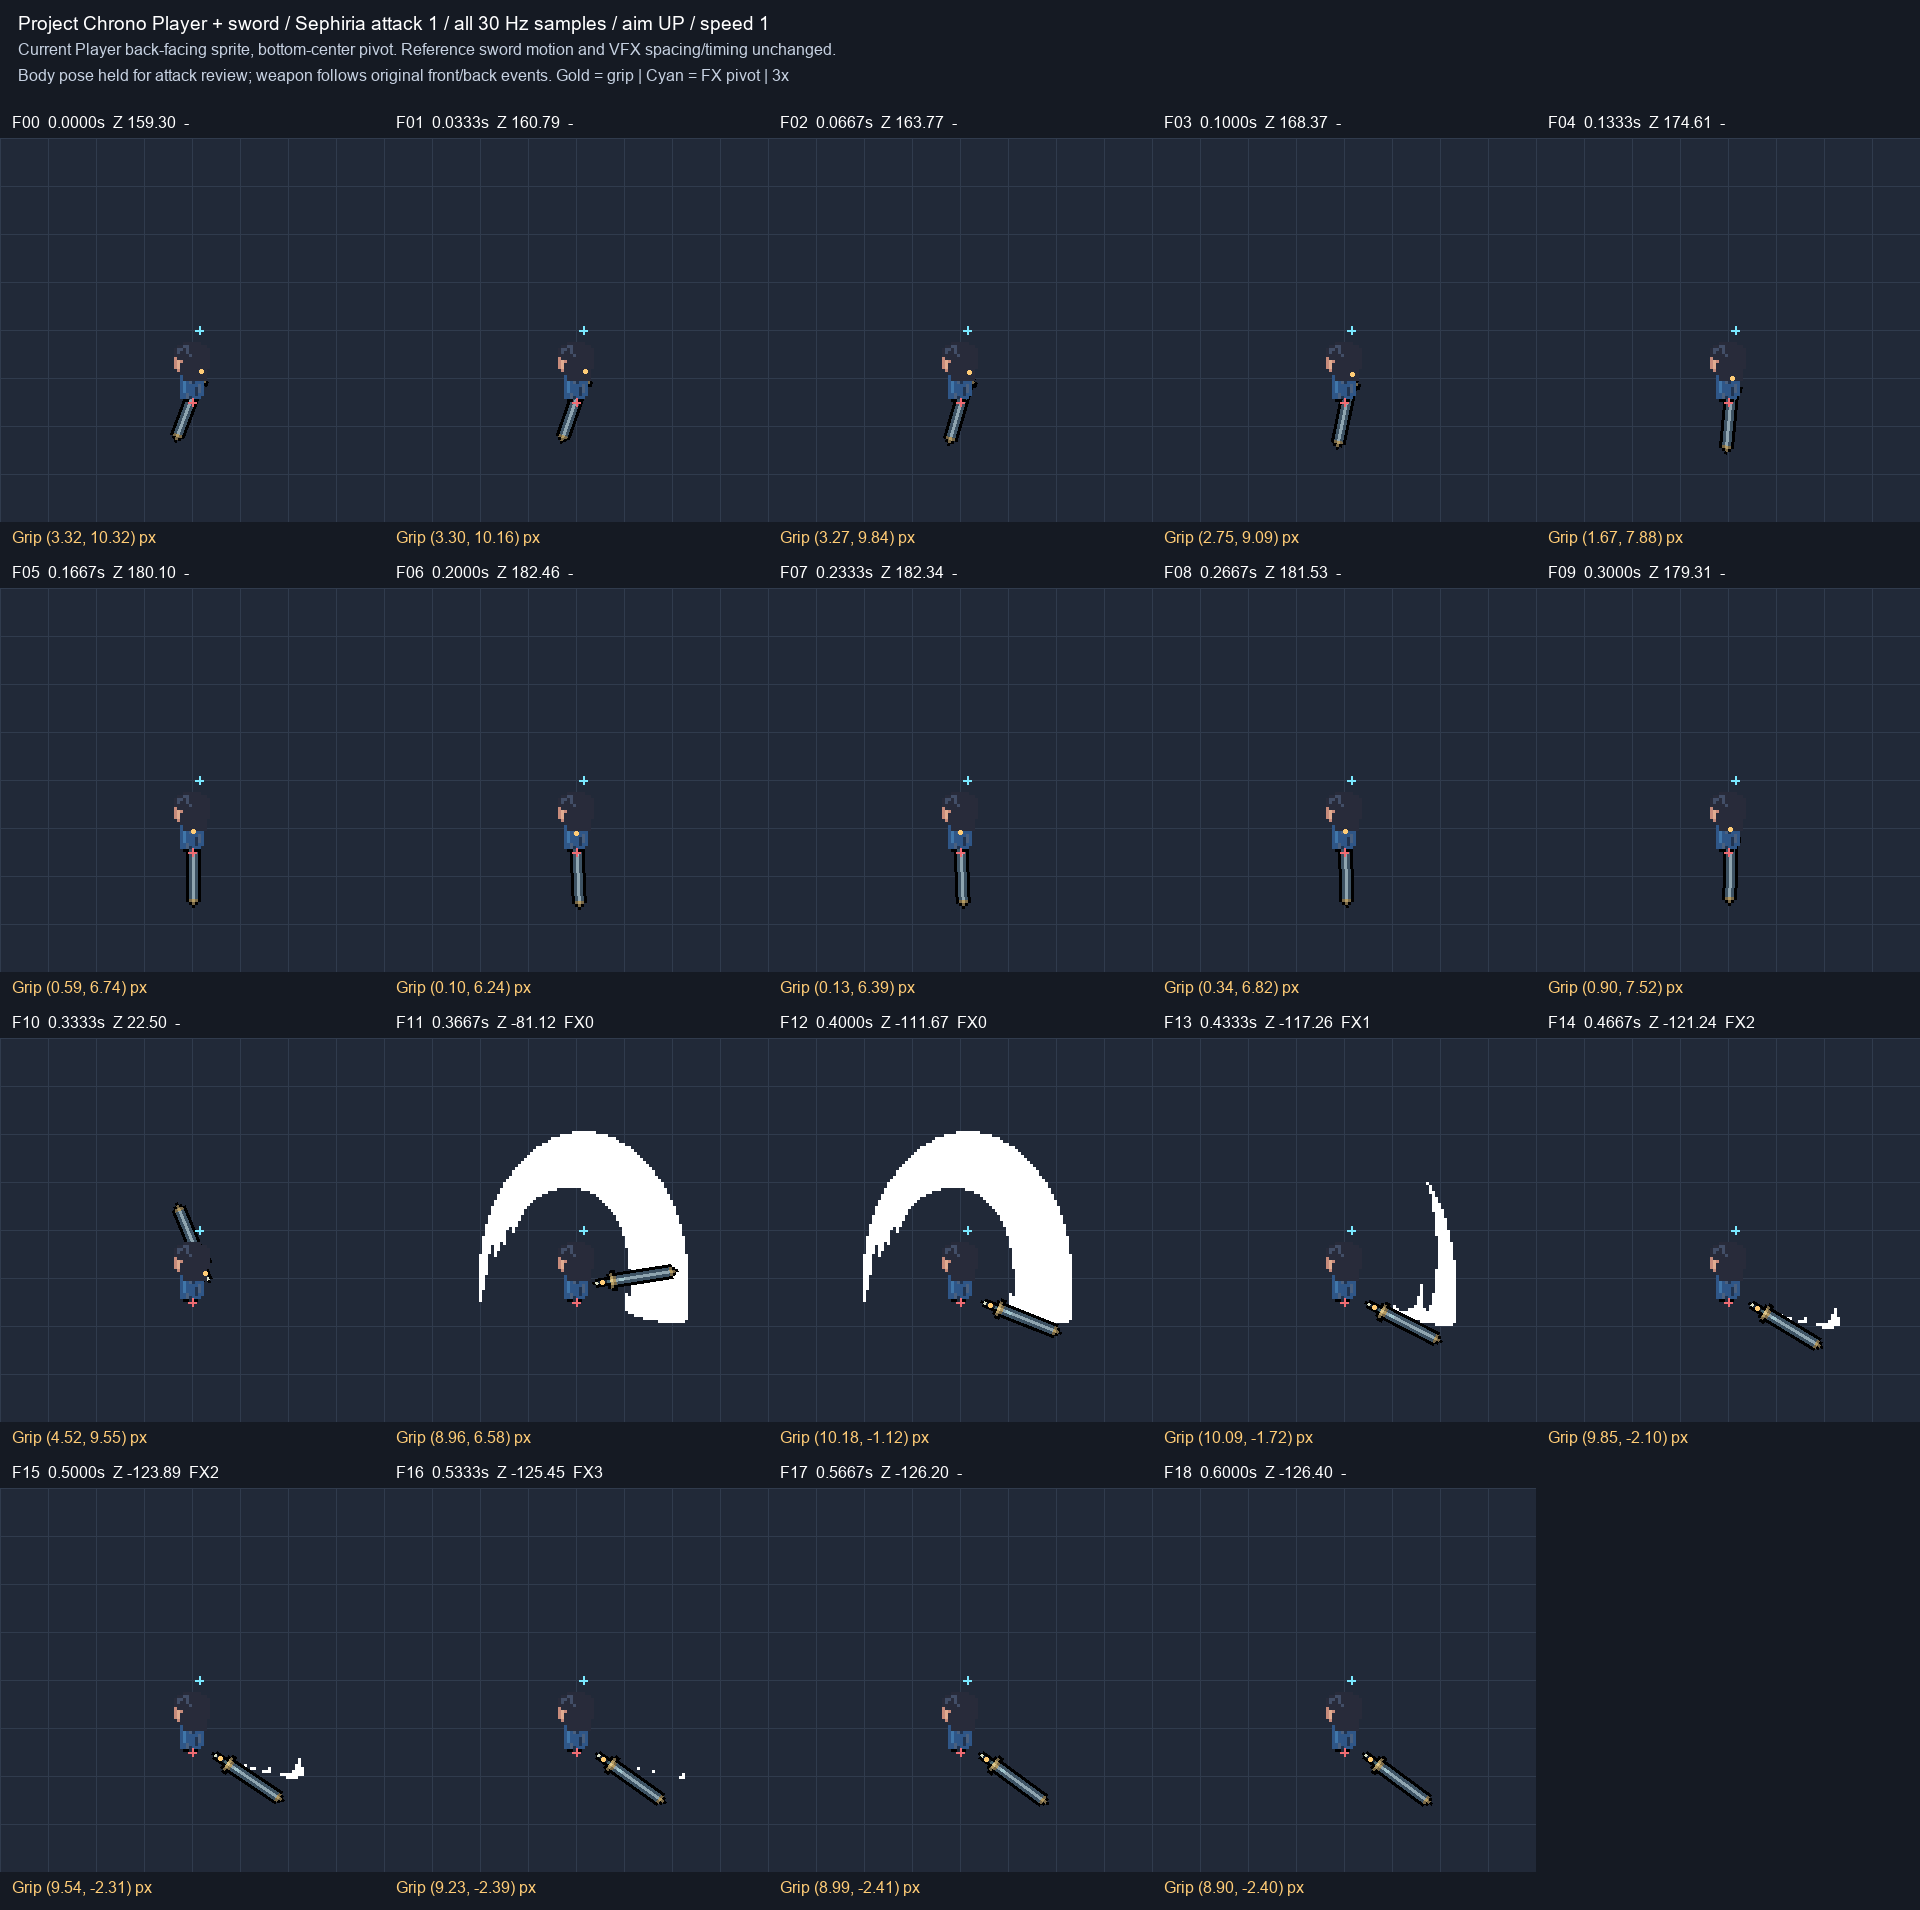 Project Chrono Player + sword / Sephiria attack 1 / all 30 Hz samples / aim UP / speed 1
Current Player back-facing sprite, bottom-center pivot. Reference sword motion and VFX spacing/timing unchanged.
Body pose held for attack review; weapon follows original front/back events. Gold = grip | Cyan = FX pivot | 3x
F00 0.0000s Z 159.30 -
F01 0.0333s Z 160.79 -
F02 0.0667s Z 163.77 -
F03 0.1000s Z 168.37 -
F04 0.1333s Z 174.61 -
Grip (3.32, 10.32) px
Grip (3.30, 10.16) px
Grip (3.27, 9.84) px
Grip (2.75, 9.09) px
Grip (1.67, 7.88) px
F05 0.1667s Z 180.10 -
F06 0.2000s Z 182.46 -
F07 0.2333s Z 182.34 -
F08 0.2667s Z 181.53 -
F09 0.3000s Z 179.31 -
Grip (0.59, 6.74) px
Grip (0.10, 6.24) px
Grip (0.13, 6.39) px
Grip (0.34, 6.82) px
Grip (0.90, 7.52) px
F10 0.3333s Z 22.50 -
F11 0.3667s Z -81.12 FX0
F12 0.4000s Z -111.67 FX0
F13 0.4333s Z -117.26 FX1
F14 0.4667s Z -121.24 FX2
Grip (4.52, 9.55) px
Grip (8.96, 6.58) px
Grip (10.18, -1.12) px
Grip (10.09, -1.72) px
Grip (9.85, -2.10) px
F15 0.5000s Z -123.89 FX2
F16 0.5333s Z -125.45 FX3
F17 0.5667s Z -126.20 -
F18 0.6000s Z -126.40 -
Grip (9.54, -2.31) px
Grip (9.23, -2.39) px
Grip (8.99, -2.41) px
Grip (8.90, -2.40) px